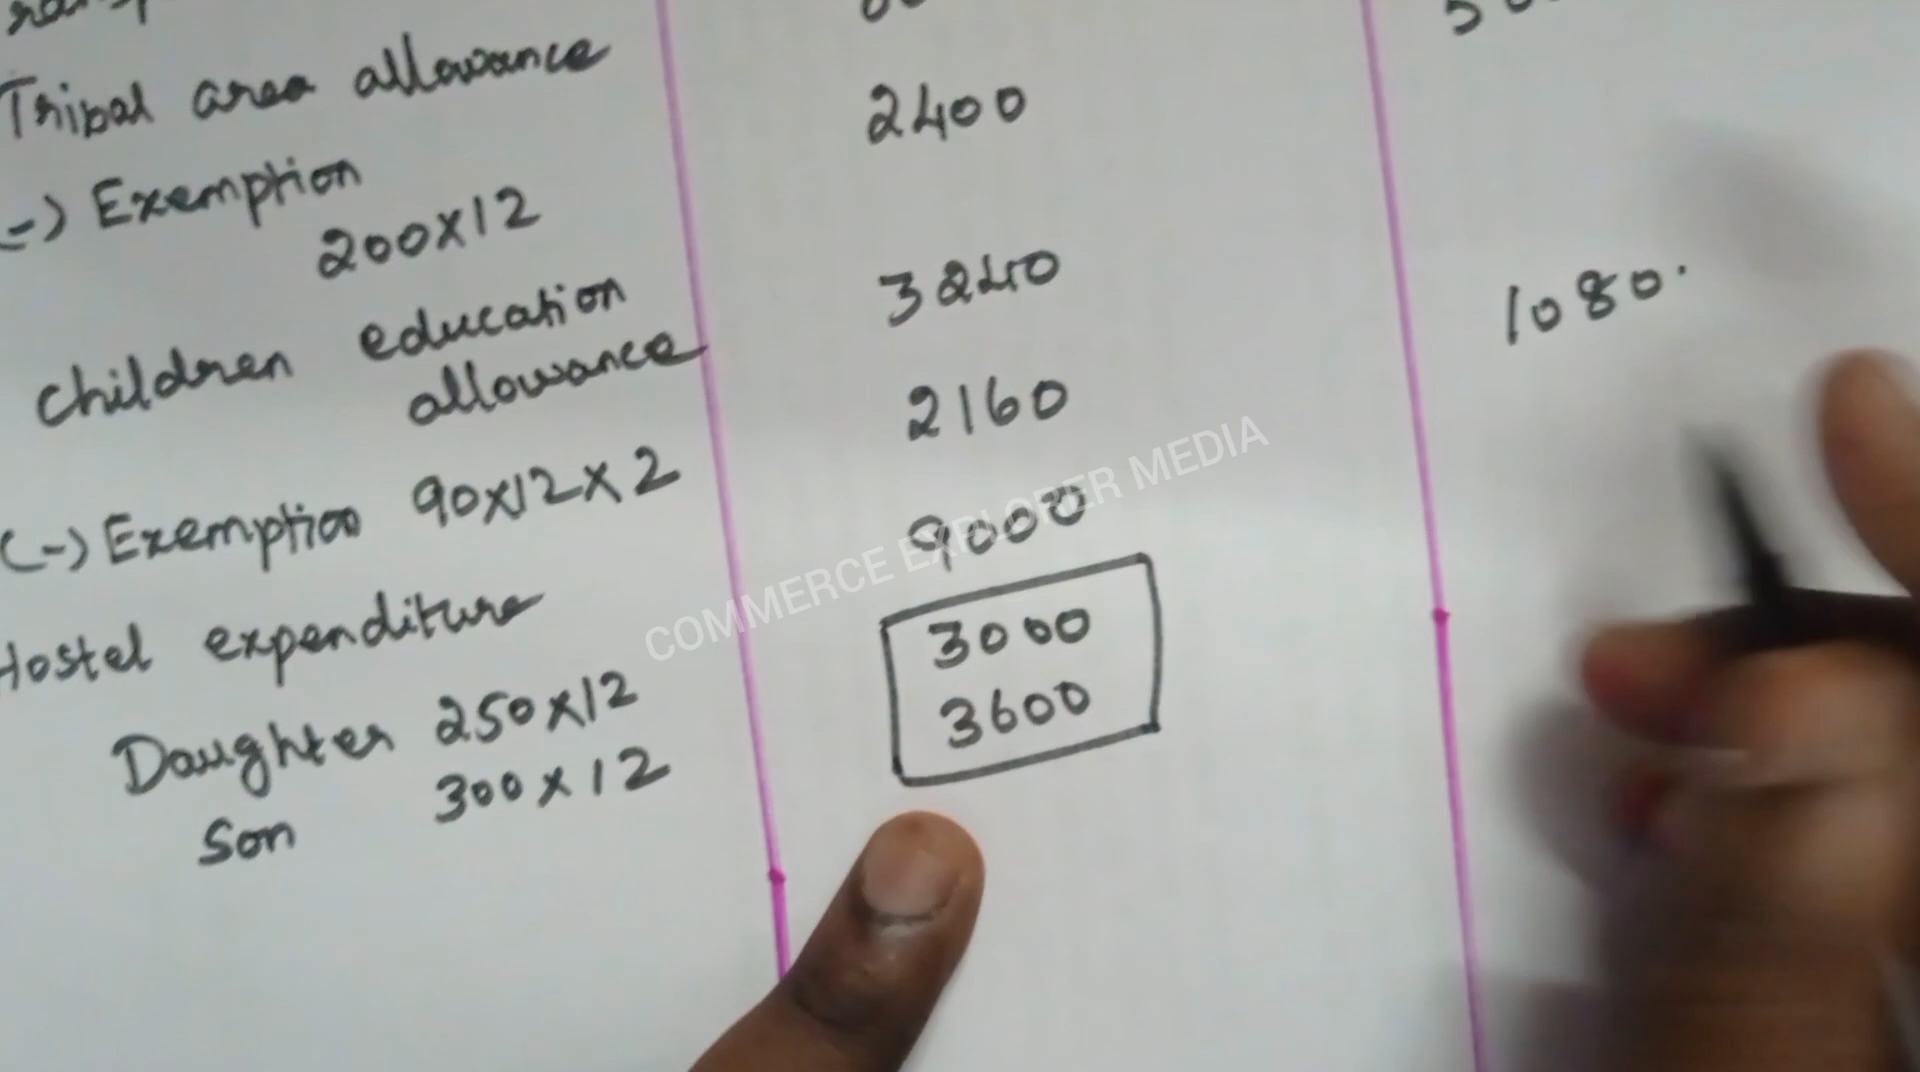 Tribal area allowance
2400
(-) Exemption
200x12
Children education 3240 1080.
allowance
(-) Exemption 90x12x2 2160
Hostel expenditure 9000
Daughter 250x12 3000
Son 300x12 3600
COMMERCE EXPLORER MEDIA